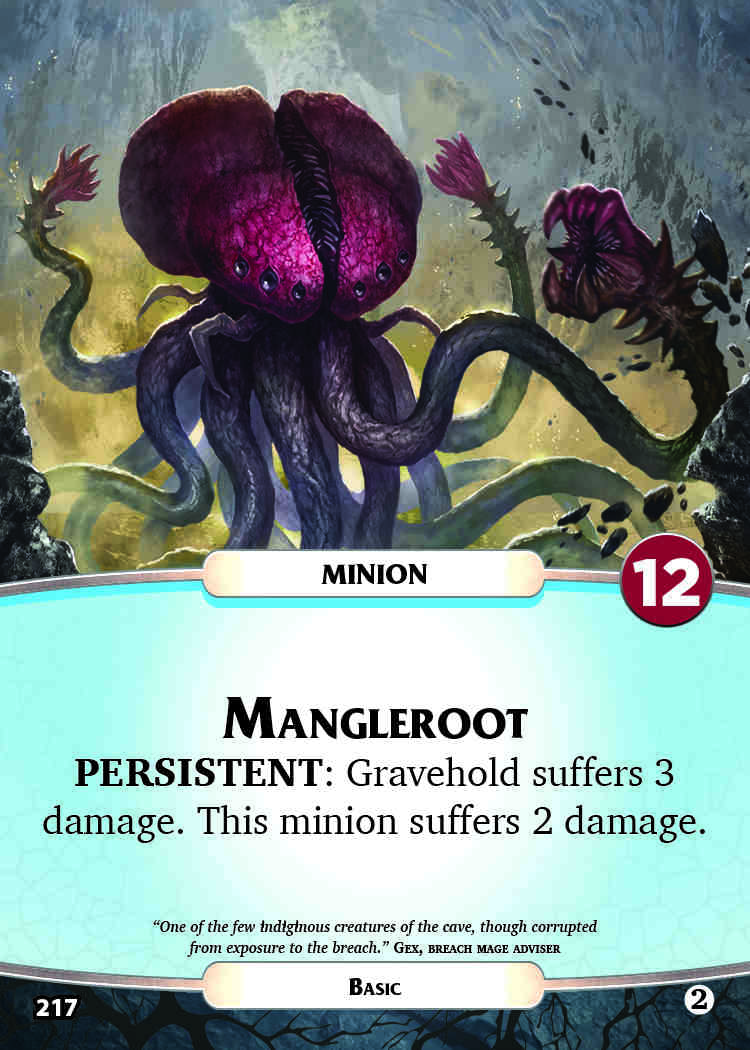 MINION
12
MANGLEROOT
PERSISTENT: Gravehold suffers 3
damage. This minion suffers 2 damage.
“One of the few indiginous creatures of the cave, though corrupted
from exposure to the breach.” GEX, BREACH MAGE ADVISER
BASIC
217
2